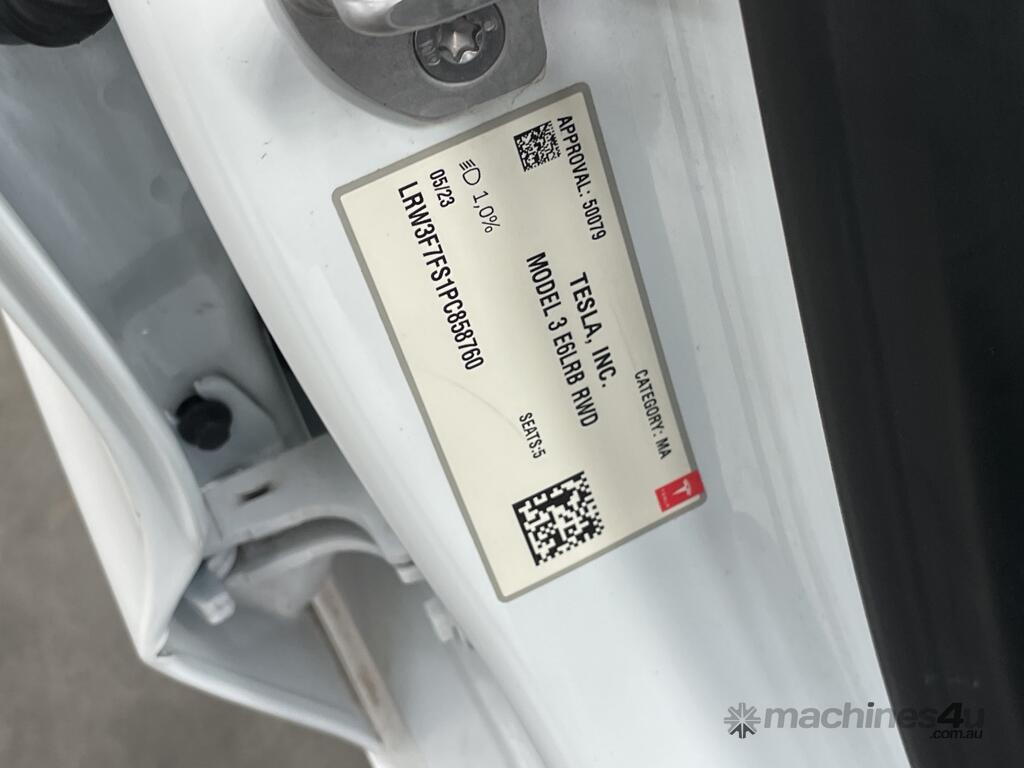 APPROVAL: 50079
CATEGORY: MA
TESLA, INC.
MODEL 3 E6LRB RWD
1,0%
05/23
SEATS:5
LRW3F7FS1PC858760
TESLA
machines4u
.com.au